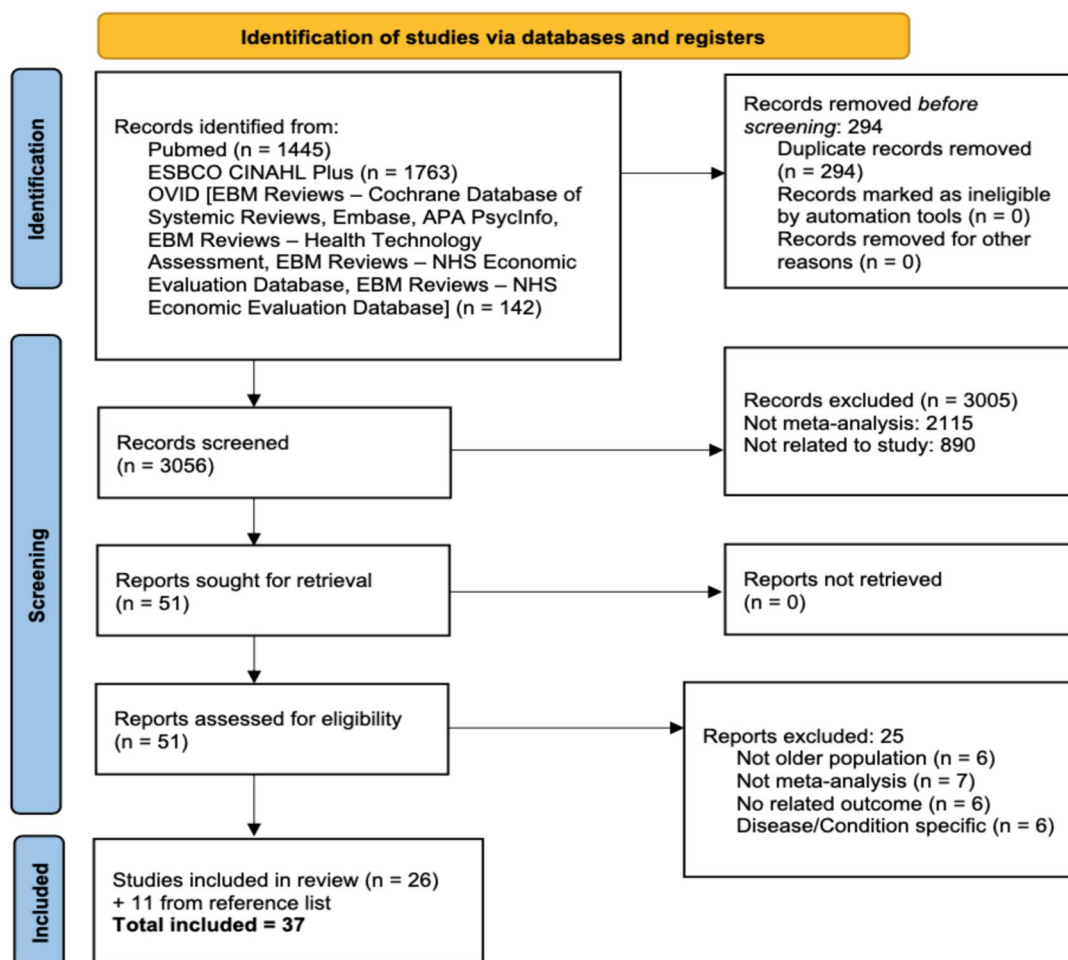 Identification of studies via databases and registers
Identification
Records identified from:
Pubmed (n = 1445)
ESBCO CINAHL Plus (n = 1763)
OVID [EBM Reviews – Cochrane Database of
Systemic Reviews, Embase, APA PsycInfo,
EBM Reviews – Health Technology
Assessment, EBM Reviews – NHS Economic
Evaluation Database, EBM Reviews – NHS
Economic Evaluation Database] (n = 142)
Records removed before
screening: 294
Duplicate records removed
(n = 294)
Records marked as ineligible
by automation tools (n = 0)
Records removed for other
reasons (n = 0)
Screening
Records screened
(n = 3056)
Records excluded (n = 3005)
Not meta-analysis: 2115
Not related to study: 890
Reports sought for retrieval
(n = 51)
Reports not retrieved
(n = 0)
Reports assessed for eligibility
(n = 51)
Reports excluded: 25
Not older population (n = 6)
Not meta-analysis (n = 7)
No related outcome (n = 6)
Disease/Condition specific (n = 6)
Included
Studies included in review (n = 26)
+ 11 from reference list
Total included = 37